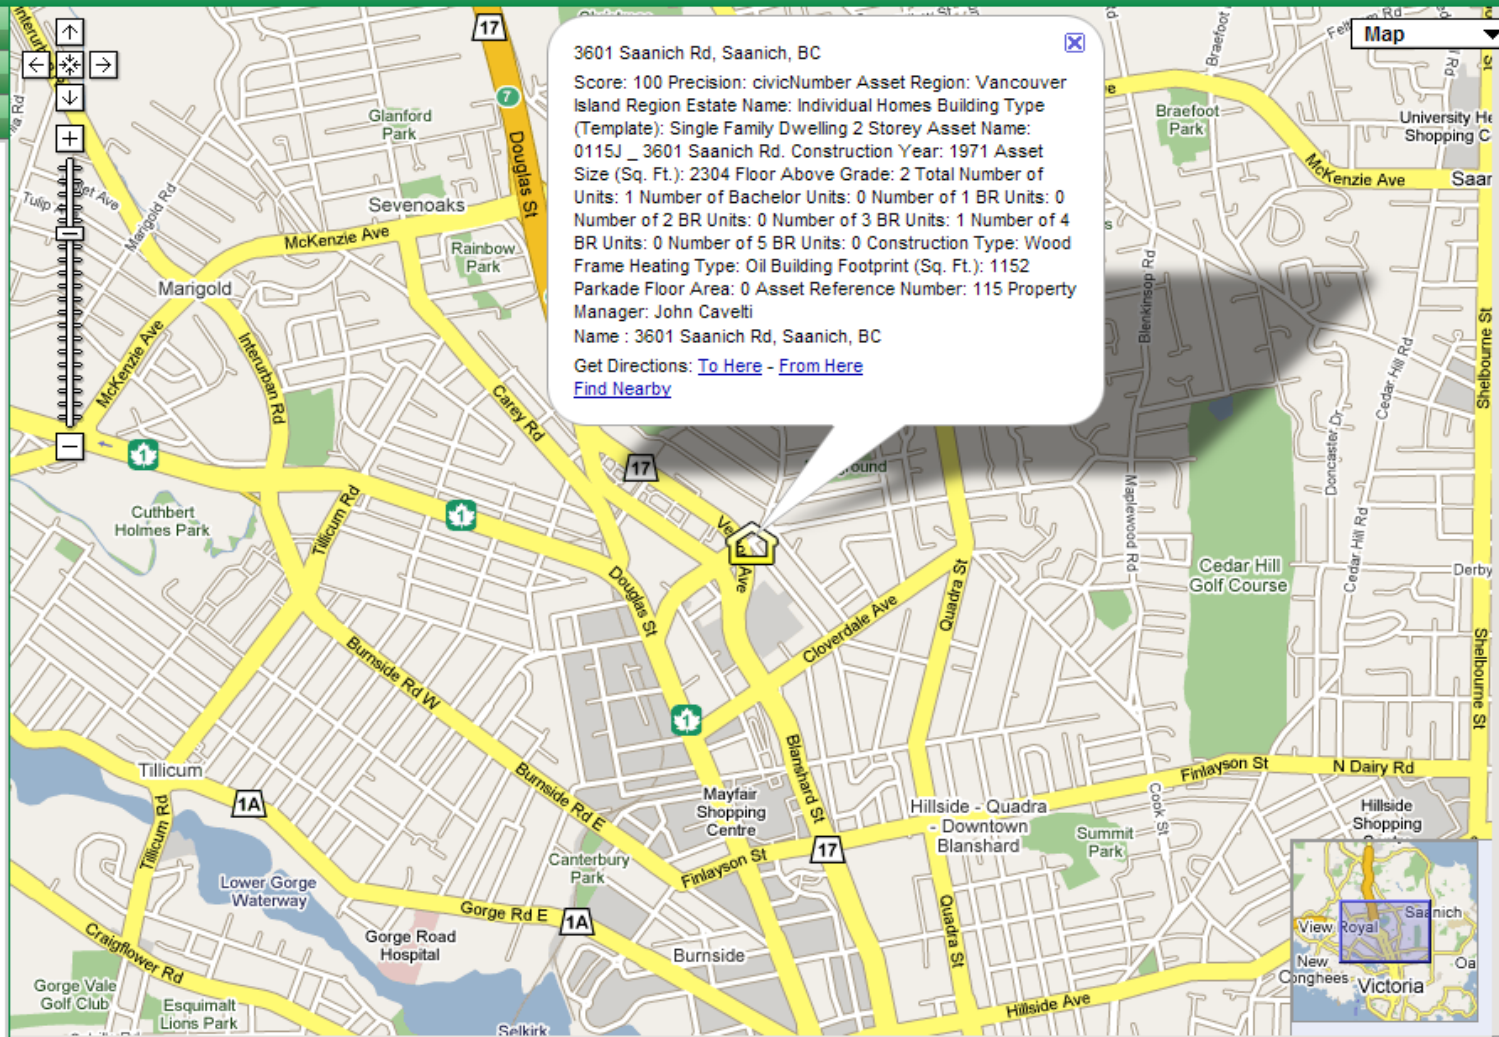 3601 Saanich Rd, Saanich, BC
Score: 100 Precision: civicNumber Asset Region: Vancouver
Island Region Estate Name: Individual Homes Building Type
(Template): Single Family Dwelling 2 Storey Asset Name:
0115J _ 3601 Saanich Rd. Construction Year: 1971 Asset
Size (Sq. Ft.): 2304 Floor Above Grade: 2 Total Number of
Units: 1 Number of Bachelor Units: 0 Number of 1 BR Units: 0
Number of 2 BR Units: 0 Number of 3 BR Units: 1 Number of 4
BR Units: 0 Number of 5 BR Units: 0 Construction Type: Wood
Frame Heating Type: Oil Building Footprint (Sq. Ft.): 1152
Parkade Floor Area: 0 Asset Reference Number: 115 Property
Manager: John Cavelti
Name : 3601 Saanich Rd, Saanich, BC
Get Directions: To Here - From Here
Find Nearby
Map
17
7
Douglas St
Glanford
Park
Braefoot
Braefoot
Park
University He
Shopping C
McKenzie Ave
Saar
Marigold Rd
Sevenoaks
McKenzie Ave
Rainbow
Park
Marigold
McKenzie Ave
Interurban Rd
Carey Rd
Blenkinsop Rd
Cedar Hill Rd
Shelbourne St
Doncaster Dr
1
17
1
Cuthbert
Holmes Park
Tillicum Rd
Maplewood Rd
Cedar Hill Rd
Cedar Hill
Golf Course
Derby
Ave
Douglas St
Quadra St
Cloverdale Ave
Burnside Rd W
Shelbourne St
1
Tillicum
1A
Blanshard St
Burnside Rd E
Mayfair
Shopping
Centre
Finlayson St
N Dairy Rd
Hillside - Quadra
- Downtown
Blanshard
Cook St
Summit
Park
Hillside
Shopping
17
Finlayson St
Tillicum Rd
Canterbury
Park
Lower Gorge
Waterway
Gorge Rd E
1A
Quadra St
Gorge Road
Hospital
Craigflower Rd
Burnside
Gorge Vale
Golf Club
Esquimalt
Lions Park
Selkirk
Hillside Ave
Saanich
View Royal
New
Conghees
Oa
Victoria